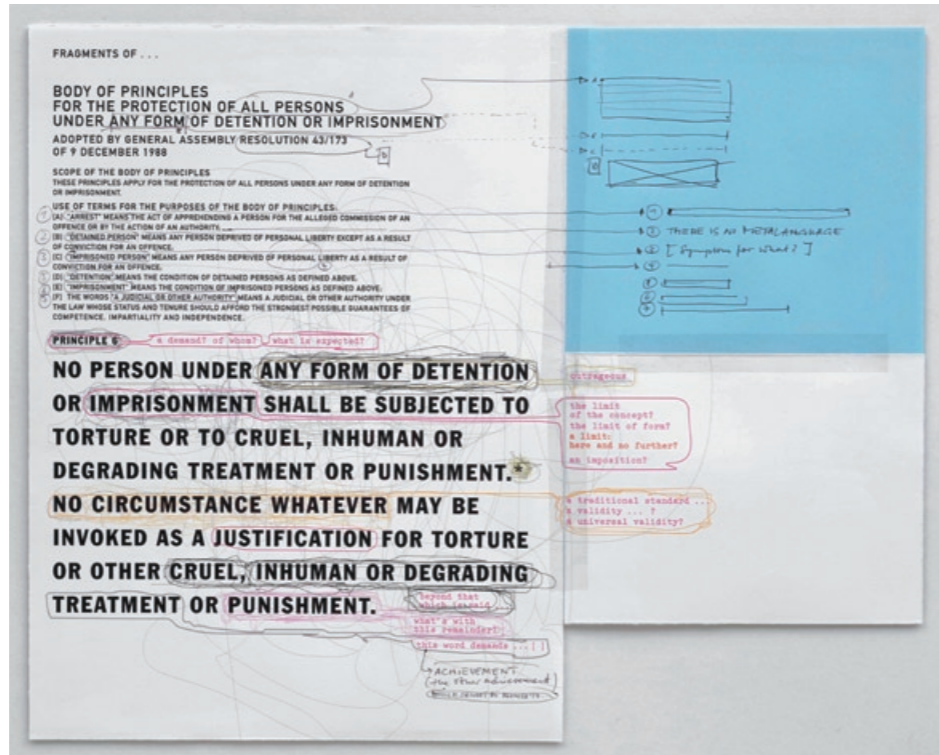 FRAGMENTS OF . . .
BODY OF PRINCIPLES
FOR THE PROTECTION OF ALL PERSONS
UNDER ANY FORM OF DETENTION OR IMPRISONMENT
ADOPTED BY GENERAL ASSEMBLY RESOLUTION 43/173
OF 9 DECEMBER 1988
SCOPE OF THE BODY OF PRINCIPLES
THESE PRINCIPLES APPLY FOR THE PROTECTION OF ALL PERSONS UNDER ANY FORM OF DETENTION
OR IMPRISONMENT.
USE OF TERMS FOR THE PURPOSES OF THE BODY OF PRINCIPLES:
(A) "ARREST" MEANS THE ACT OF APPREHENDING A PERSON FOR THE ALLEGED COMMISSION OF AN
OFFENCE OR BY THE ACTION OF AN AUTHORITY.
(B) "DETAINED PERSON" MEANS ANY PERSON DEPRIVED OF PERSONAL LIBERTY EXCEPT AS A RESULT
OF CONVICTION FOR AN OFFENCE.
(C) "IMPRISONED PERSON" MEANS ANY PERSON DEPRIVED OF PERSONAL LIBERTY AS A RESULT OF
CONVICTION FOR AN OFFENCE.
(D) "DETENTION" MEANS THE CONDITION OF DETAINED PERSONS AS DEFINED ABOVE.
(E) "IMPRISONMENT" MEANS THE CONDITION OF IMPRISONED PERSONS AS DEFINED ABOVE.
(F) THE WORDS "A JUDICIAL OR OTHER AUTHORITY" MEANS A JUDICIAL OR OTHER AUTHORITY UNDER
THE LAW WHOSE STATUS AND TENURE SHOULD AFFORD THE STRONGEST POSSIBLE GUARANTEES OF
COMPETENCE, IMPARTIALITY AND INDEPENDENCE.
PRINCIPLE 6 a demand? of whom? what is expected?
NO PERSON UNDER ANY FORM OF DETENTION
OR IMPRISONMENT SHALL BE SUBJECTED TO
TORTURE OR TO CRUEL, INHUMAN OR
DEGRADING TREATMENT OR PUNISHMENT.*
NO CIRCUMSTANCE WHATEVER MAY BE
INVOKED AS A JUSTIFICATION FOR TORTURE
OR OTHER CRUEL, INHUMAN OR DEGRADING
TREATMENT OR PUNISHMENT.
beyond that
which is said
what's with
this remainder!
this word demands ... [ ]
ACHIEVEMENT
(the other achievement)
THERE IS NO METALANGUAGE
[ Symptom for what? ]
outrageous
the limit
of the concept?
the limit of form?
a limit:
here and no further?
an imposition?
a traditional standard ...
a validity ... ?
a universal validity?